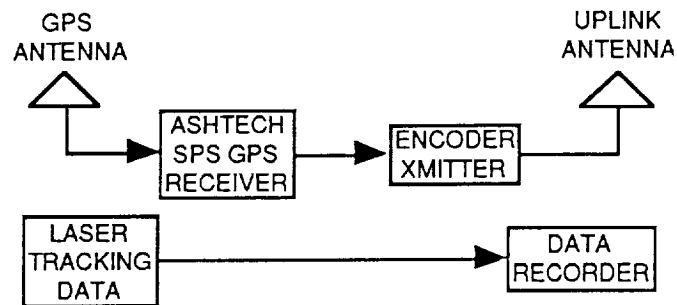 GPS
ANTENNA
UPLINK
ANTENNA
ASHTECH
SPS GPS
RECEIVER
ENCODER
XMITTER
LASER
TRACKING
DATA
DATA
RECORDER